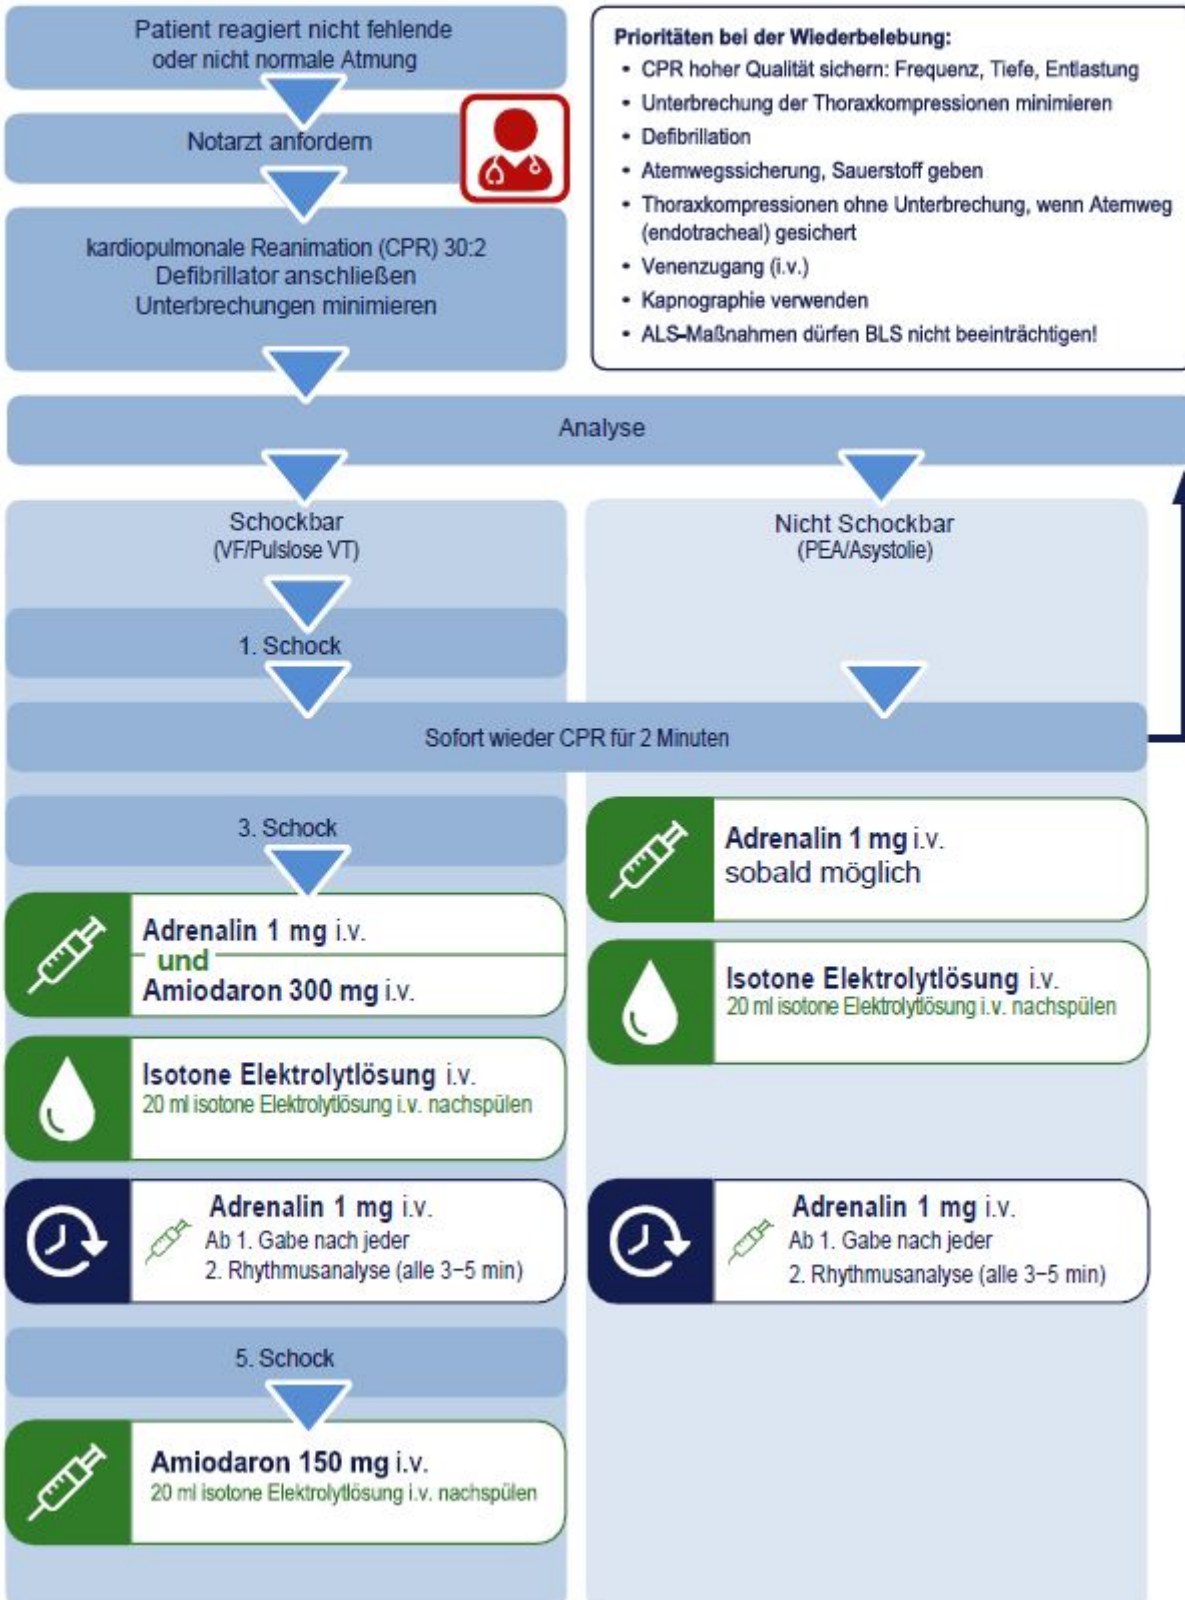 Patient reagiert nicht fehlende
oder nicht normale Atmung
Notarzt anfordern
kardiopulmonale Reanimation (CPR) 30:2
Defibrillator anschließen
Unterbrechungen minimieren
Prioritäten bei der Wiederbelebung:
• CPR hoher Qualität sichern: Frequenz, Tiefe, Entlastung
• Unterbrechung der Thoraxkompressionen minimieren
• Defibrillation
• Atemwegssicherung, Sauerstoff geben
• Thoraxkompressionen ohne Unterbrechung, wenn Atemweg
(endotracheal) gesichert
• Venenzugang (i.v.)
• Kapnographie verwenden
• ALS-Maßnahmen dürfen BLS nicht beeinträchtigen!
Analyse
Schockbar
(VF/Pulslose VT)
Nicht Schockbar
(PEA/Asystolie)
1. Schock
Sofort wieder CPR für 2 Minuten
3. Schock
Adrenalin 1 mg i.v.
und
Amiodaron 300 mg i.v.
Isotone Elektrolytlösung i.v.
20 ml isotone Elektrolytlösung i.v. nachspülen
Adrenalin 1 mg i.v.
Ab 1. Gabe nach jeder
2. Rhythmusanalyse (alle 3–5 min)
5. Schock
Amiodaron 150 mg i.v.
20 ml isotone Elektrolytlösung i.v. nachspülen
Adrenalin 1 mg i.v.
sobald möglich
Isotone Elektrolytlösung i.v.
20 ml isotone Elektrolytlösung i.v. nachspülen
Adrenalin 1 mg i.v.
Ab 1. Gabe nach jeder
2. Rhythmusanalyse (alle 3–5 min)